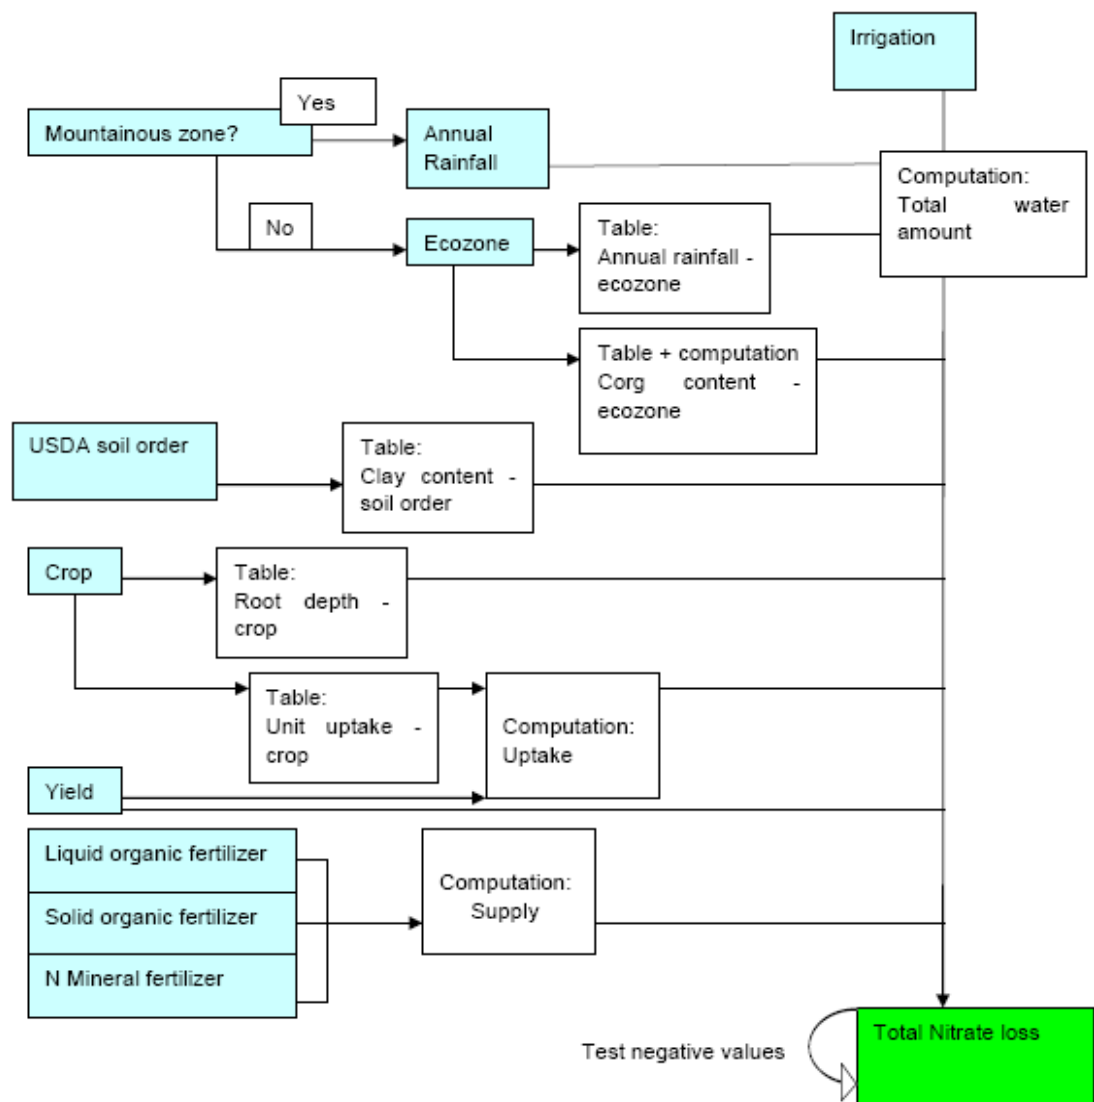 Irrigation
Yes
Mountainous zone?
Annual
Rainfall
Computation:
Total water
amount
No
Ecozone
Table:
Annual rainfall -
ecozone
Table + computation
Corg content -
ecozone
USDA soil order
Table:
Clay content -
soil order
Crop
Table:
Root depth -
crop
Table:
Unit uptake -
crop
Computation:
Uptake
Yield
Liquid organic fertilizer
Solid organic fertilizer
N Mineral fertilizer
Computation:
Supply
Total Nitrate loss
Test negative values